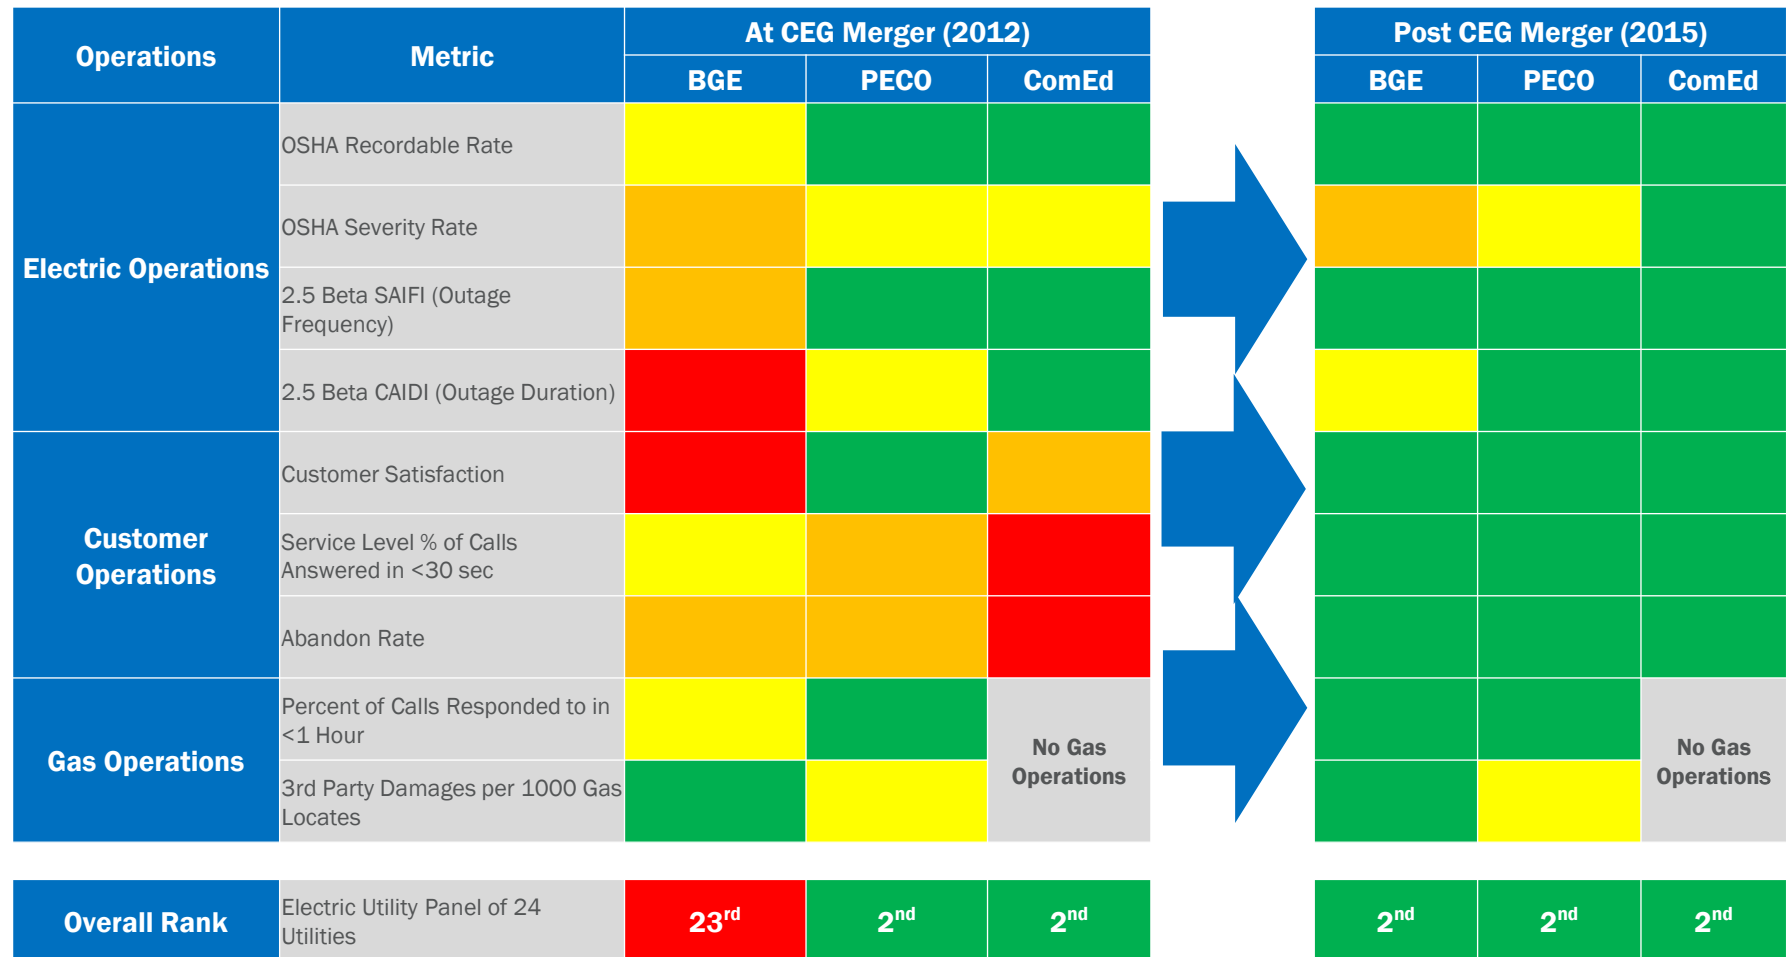 Operations
Metric
At CEG Merger (2012)
Post CEG Merger (2015)
BGE
PECO
ComEd
BGE
PECO
ComEd
Electric Operations
OSHA Recordable Rate
OSHA Severity Rate
2.5 Beta SAIFI (Outage
Frequency)
2.5 Beta CAIDI (Outage Duration)
Customer
Operations
Customer Satisfaction
Service Level % of Calls
Answered in <30 sec
Abandon Rate
Gas Operations
Percent of Calls Responded to in
<1 Hour
3rd Party Damages per 1000 Gas
Locates
No Gas
Operations
No Gas
Operations
Overall Rank
Electric Utility Panel of 24
Utilities
23rd
2nd
2nd
2nd
2nd
2nd